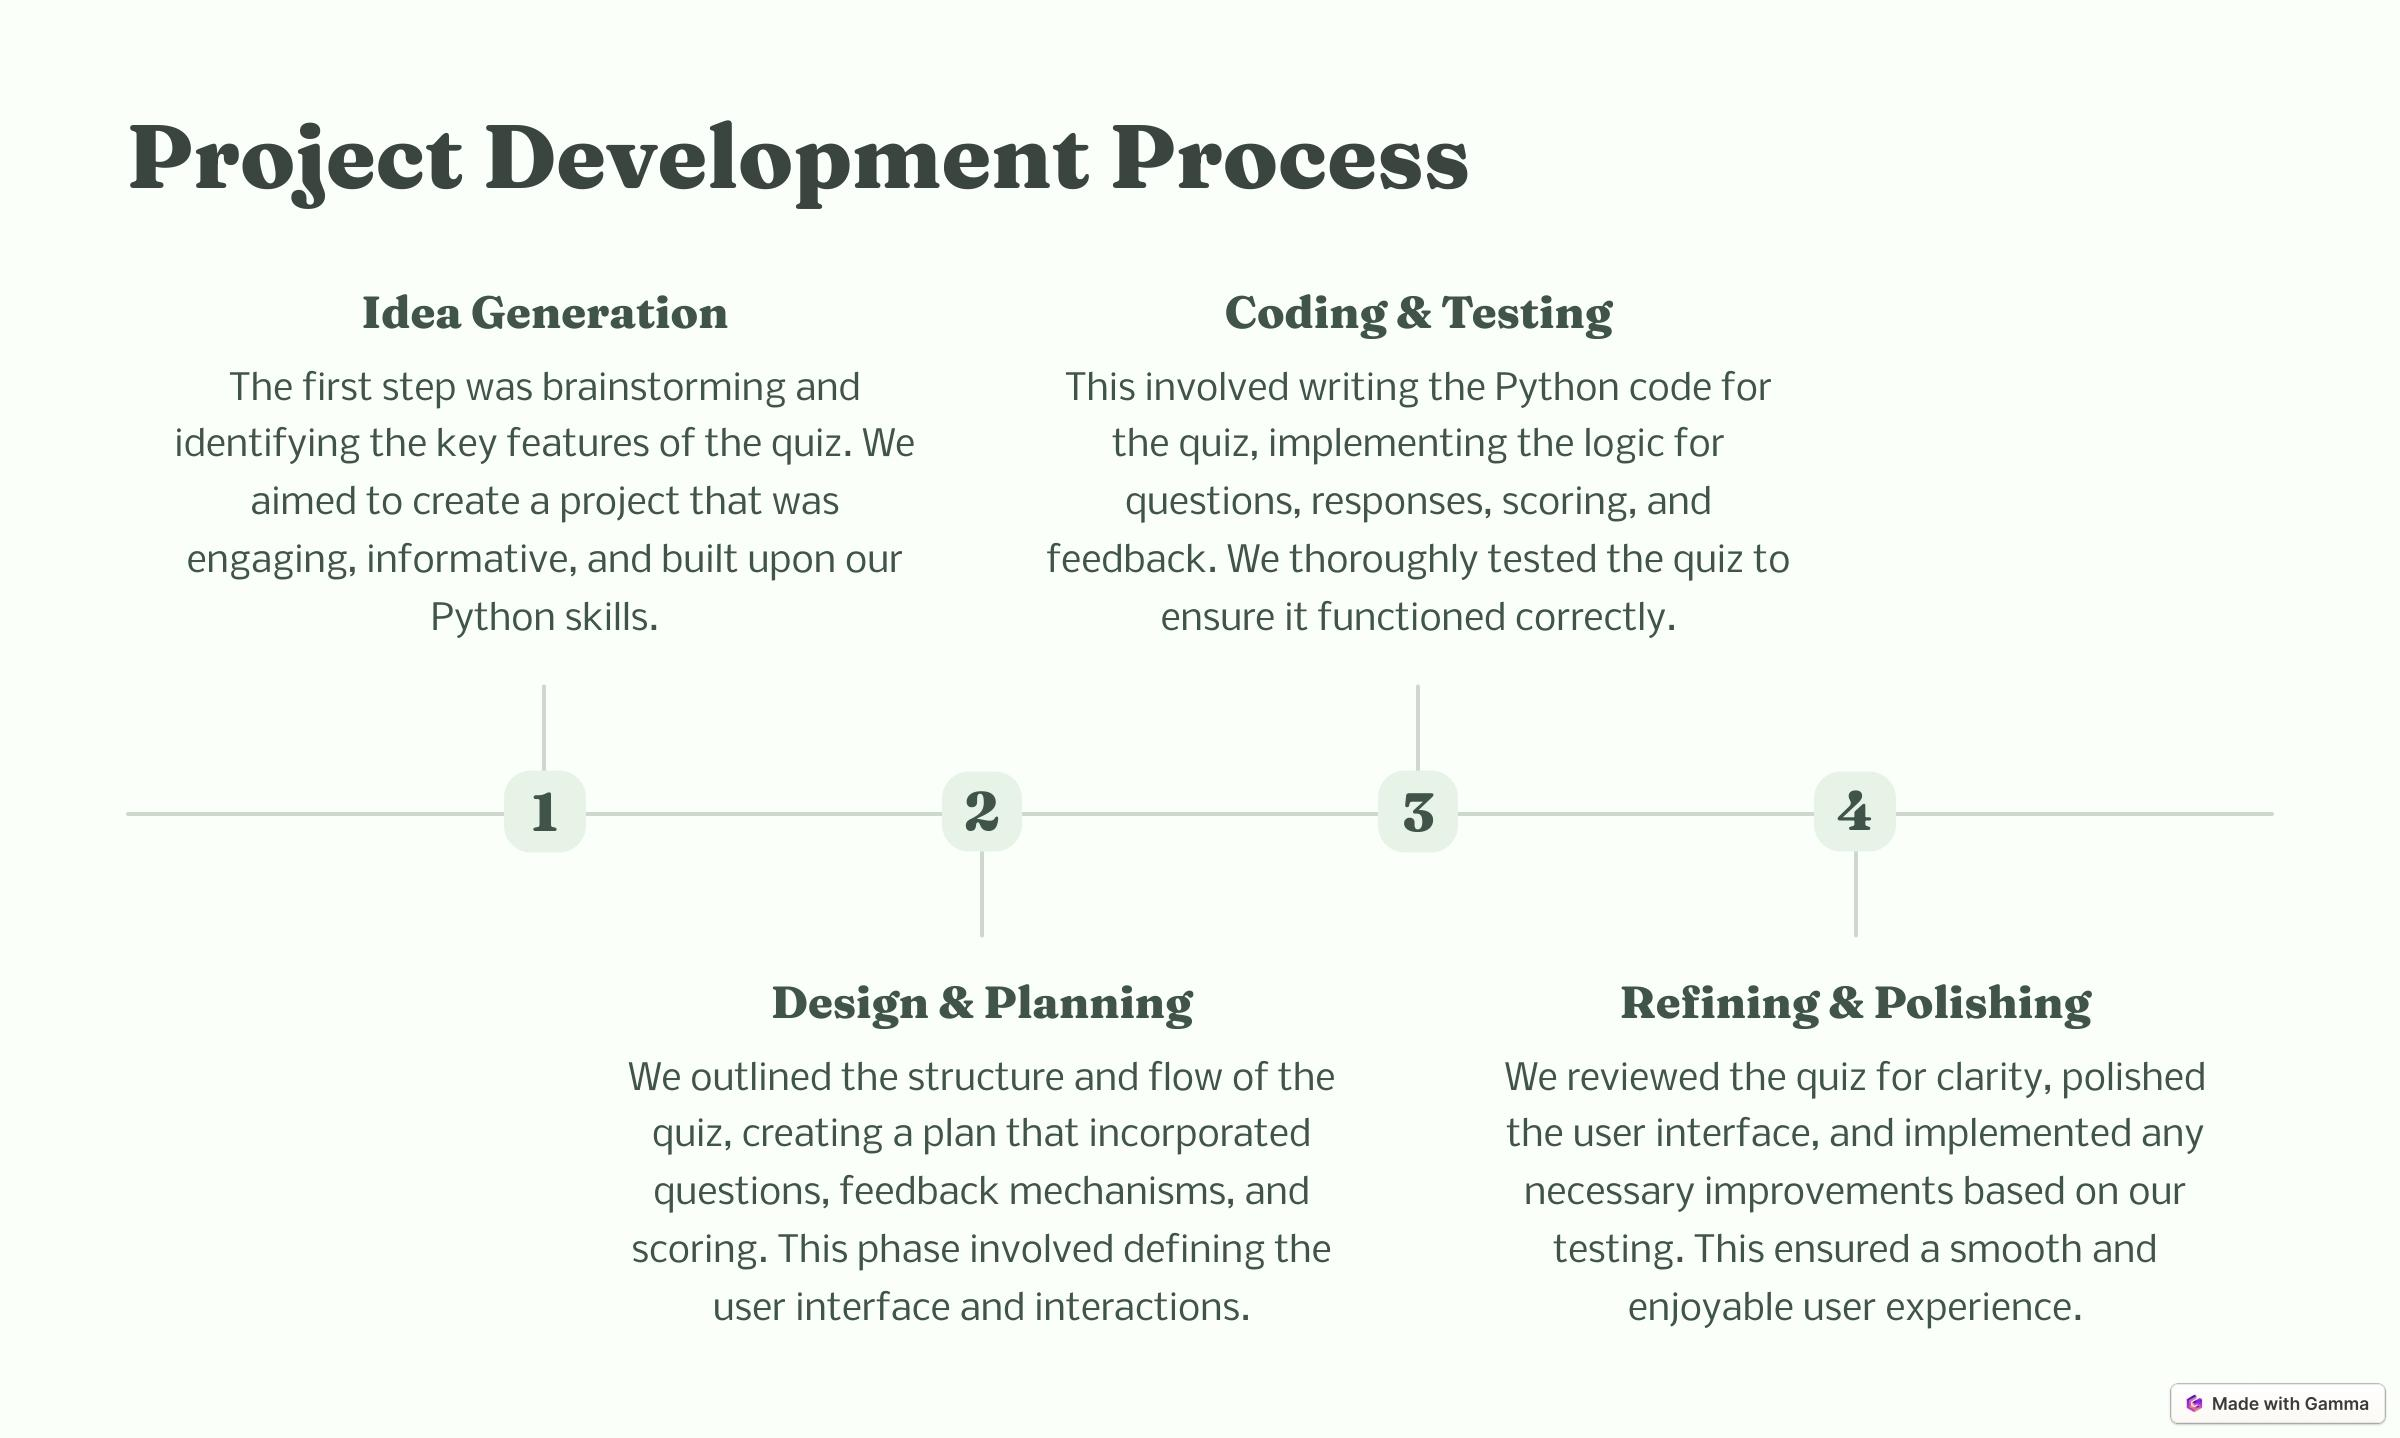 Project Development Process
Idea Generation
The first step was brainstorming and
identifying the key features of the quiz. We
aimed to create a project that was
engaging, informative, and built upon our
Python skills.
Coding & Testing
This involved writing the Python code for
the quiz, implementing the logic for
questions, responses, scoring, and
feedback. We thoroughly tested the quiz to
ensure it functioned correctly.
1
2
3
4
Design & Planning
We outlined the structure and flow of the
quiz, creating a plan that incorporated
questions, feedback mechanisms, and
scoring. This phase involved defining the
user interface and interactions.
Refining & Polishing
We reviewed the quiz for clarity, polished
the user interface, and implemented any
necessary improvements based on our
testing. This ensured a smooth and
enjoyable user experience.
Made with Gamma